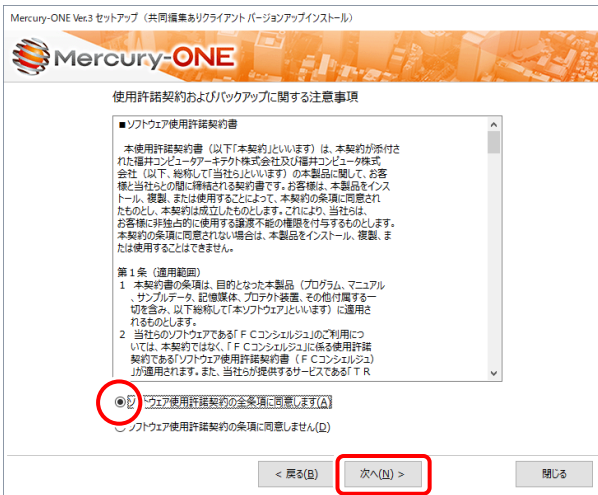 Mercury-ONE Ver.3 セットアップ（共同編集ありクライアント バージョンアップインストール）
Mercury-ONE
使用許諾契約およびバックアップに関する注意事項
■ソフトウェア使用許諾契約書
本使用許諾契約書（以下「本契約」といいます）は、本契約が添付さ
れた福井コンピュータアーキテクト株式会社及び福井コンピュータ株式
会社（以下、総称して「当社ら」といいます）の本製品に関して、お客
様と当社らとの間に締結される契約書です。お客様は、本製品をインス
トール、複製、または使用することによって、本契約の条項に同意され
たものとし、本契約は成立したものとします。これにより、当社らは、
お客様に非独占的に使用する譲渡不能の権限を付与するものとします。
本契約の条項に同意されない場合は、本製品をインストール、複製、ま
たは使用することはできません。
第１条（適用範囲）
１　本契約書の条項は、目的となった本製品（プログラム、マニュアル
、サンプルデータ、記憶媒体、プロテクト装置、その他付属する一
切を含み、以下総称して「本ソフトウェア」といいます）に適用さ
れるものとします。
２　当社らのソフトウェアである「ＦＣコンシェルジュ」のご利用につ
いては、本契約ではなく、「ＦＣコンシェルジュ」に係る使用許諾
契約である「ソフトウェア使用許諾契約書（ＦＣコンシェルジュ）
」が適用されます。また、当社らが提供するサービスである「ＴＲ
ソフトウェア使用許諾契約の全条項に同意します(A)
ソフトウェア使用許諾契約の条項に同意しません(D)
< 戻る(B)
次へ(N) >
閉じる